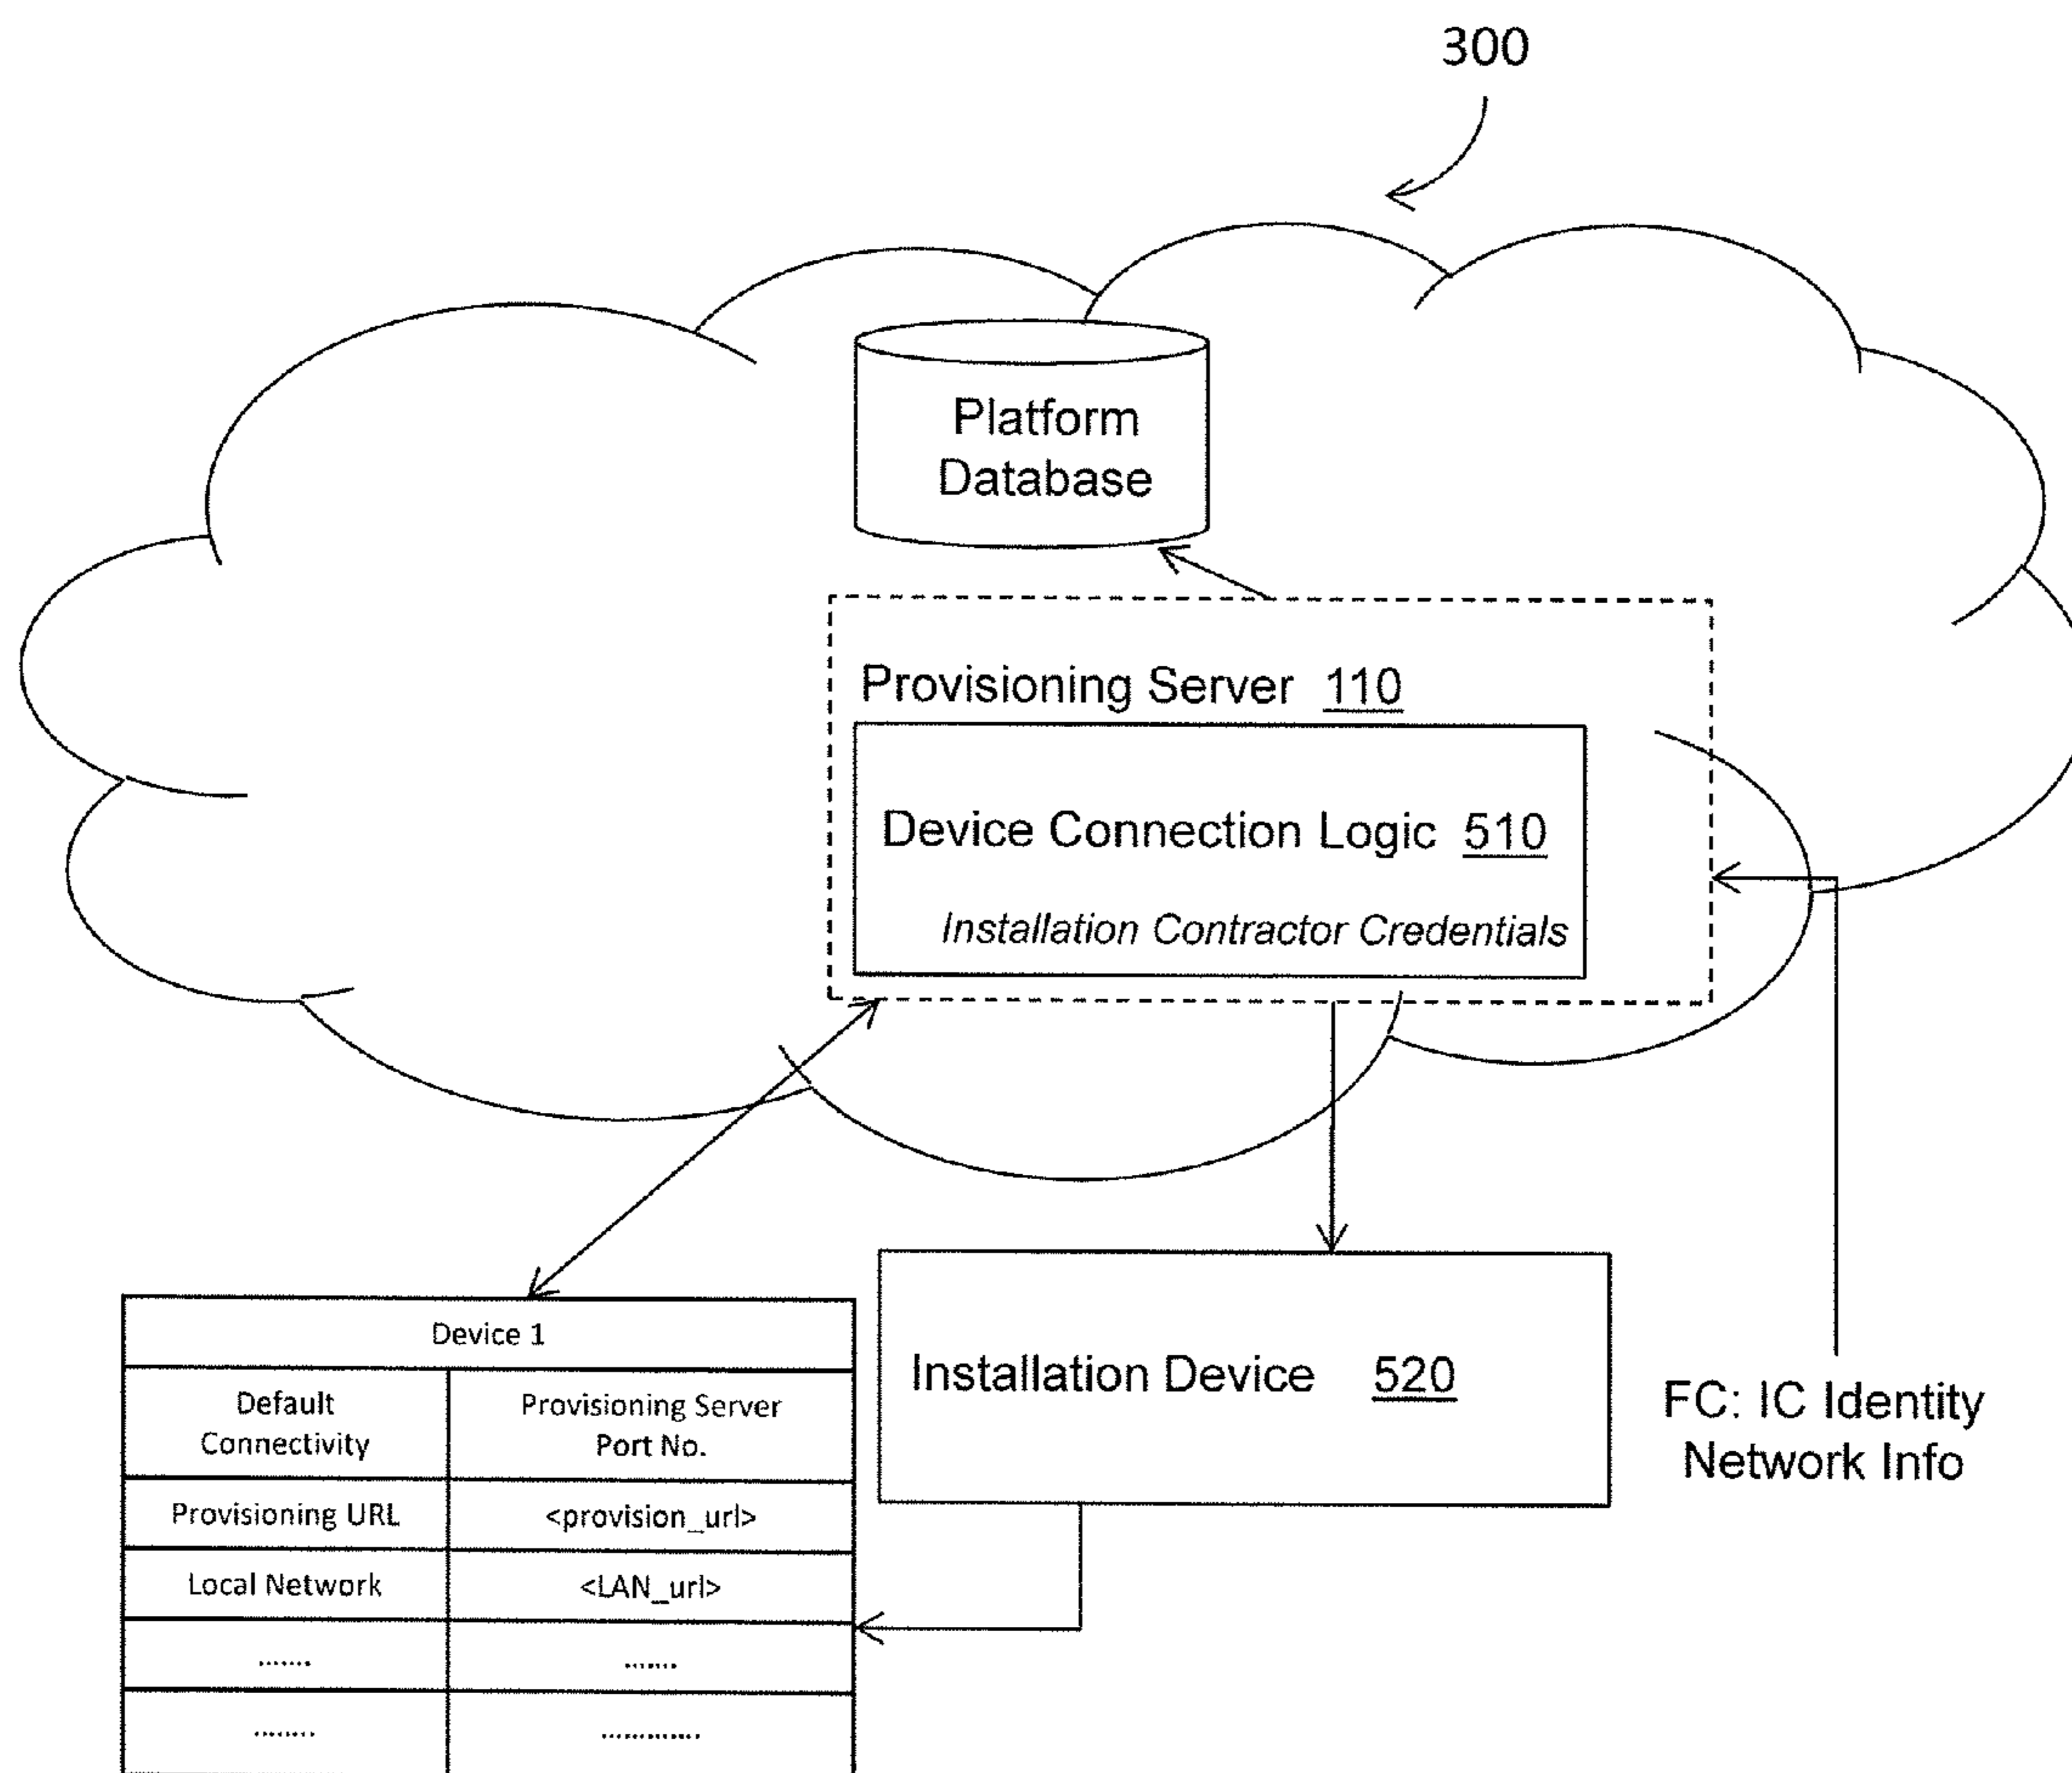 300
Platform
Database
Provisioning Server 110
Device Connection Logic 510
Installation Contractor Credentials
Installation Device 520
FC: IC Identity
Network Info
Device 1
Default
Connectivity
Provisioning Server
Port No.
Provisioning URL
<provision_url>
Local Network
<LAN_url>
.......
.......
........
.............